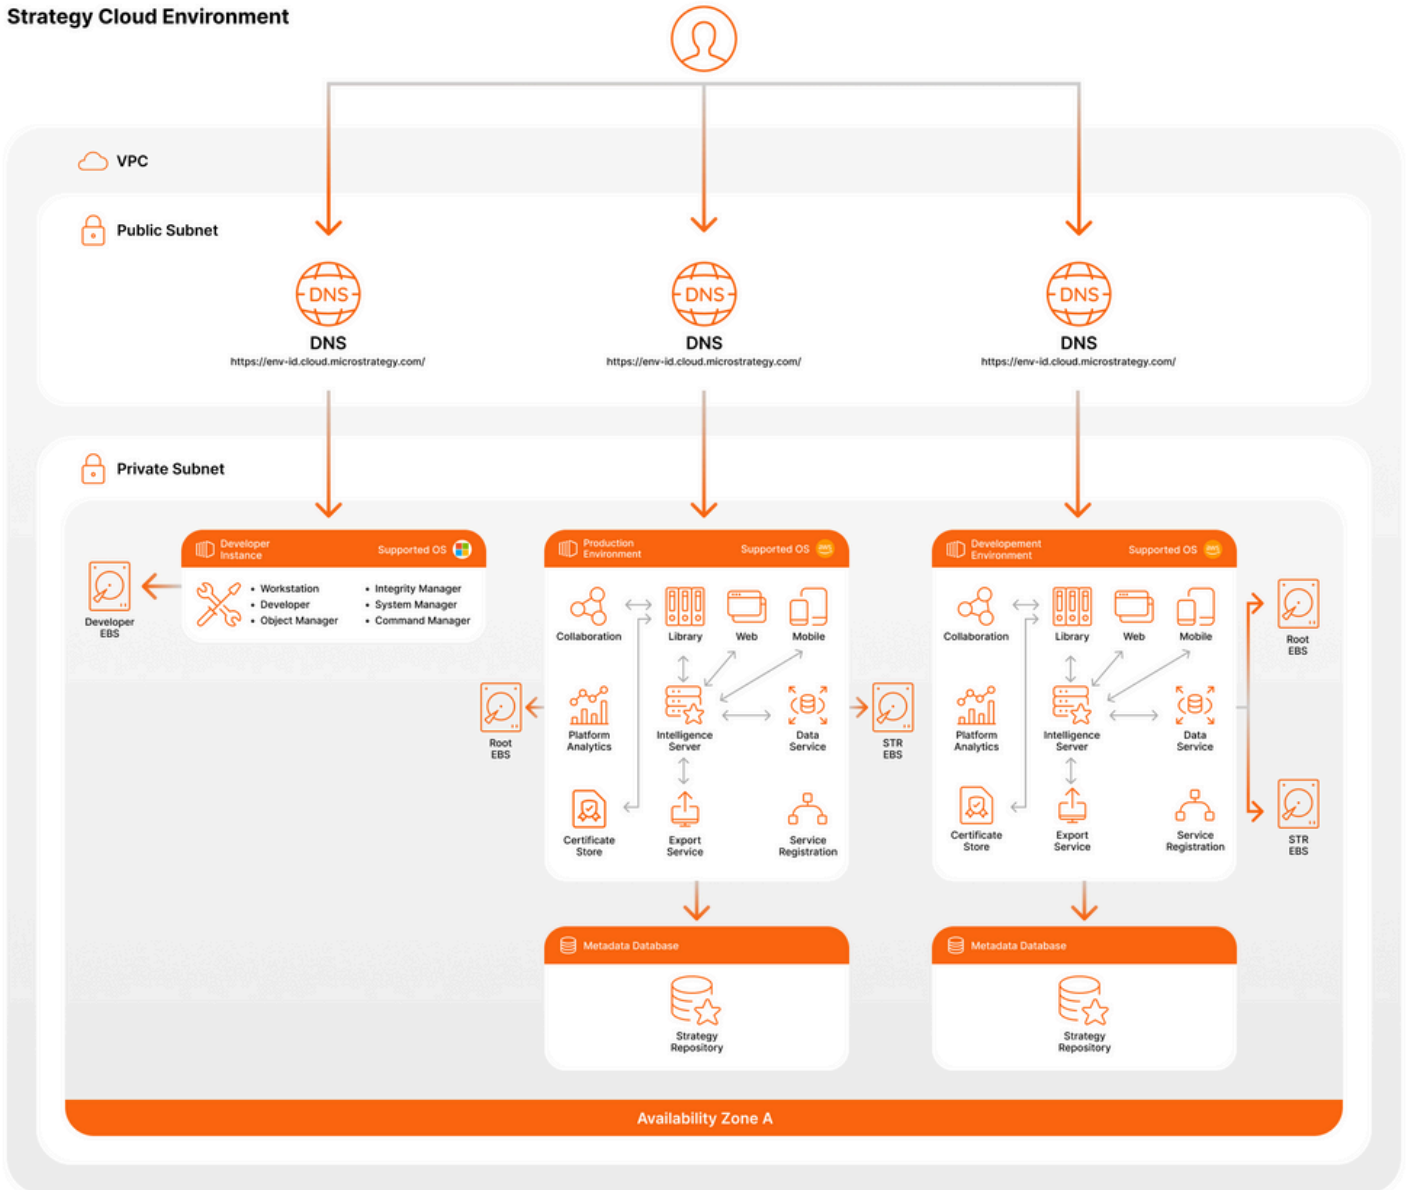 Strategy Cloud Environment
VPC
Public Subnet
DNS
DNS
DNS
DNS
https://env-id.cloud.microstrategy.com/
DNS
https://env-id.cloud.microstrategy.com/
DNS
https://env-id.cloud.microstrategy.com/
Private Subnet
Developer
EBS
Developer
Instance
Supported OS
• Workstation
• Developer
• Object Manager
• Integrity Manager
• System Manager
• Command Manager
Production
Environment
Supported OS
aws
Collaboration
Library
Web
Mobile
Platform
Analytics
Intelligence
Server
Data
Service
Certificate
Store
Export
Service
Service
Registration
Root
EBS
STR
EBS
Developement
Environment
Supported OS
aws
Collaboration
Library
Web
Mobile
Platform
Analytics
Intelligence
Server
Data
Service
Certificate
Store
Export
Service
Service
Registration
Root
EBS
STR
EBS
Metadata Database
Strategy
Repository
Metadata Database
Strategy
Repository
Availability Zone A